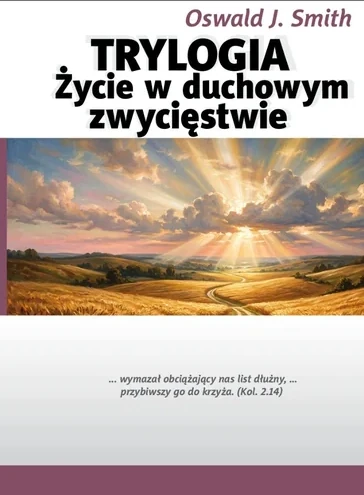 Oswald J. Smith
TRYLOGIA
Życie w duchowym
zwycięstwie
... wymazał obciążający nas list dłużny, ...
przybiwszy go do krzyża. (Kol. 2.14)